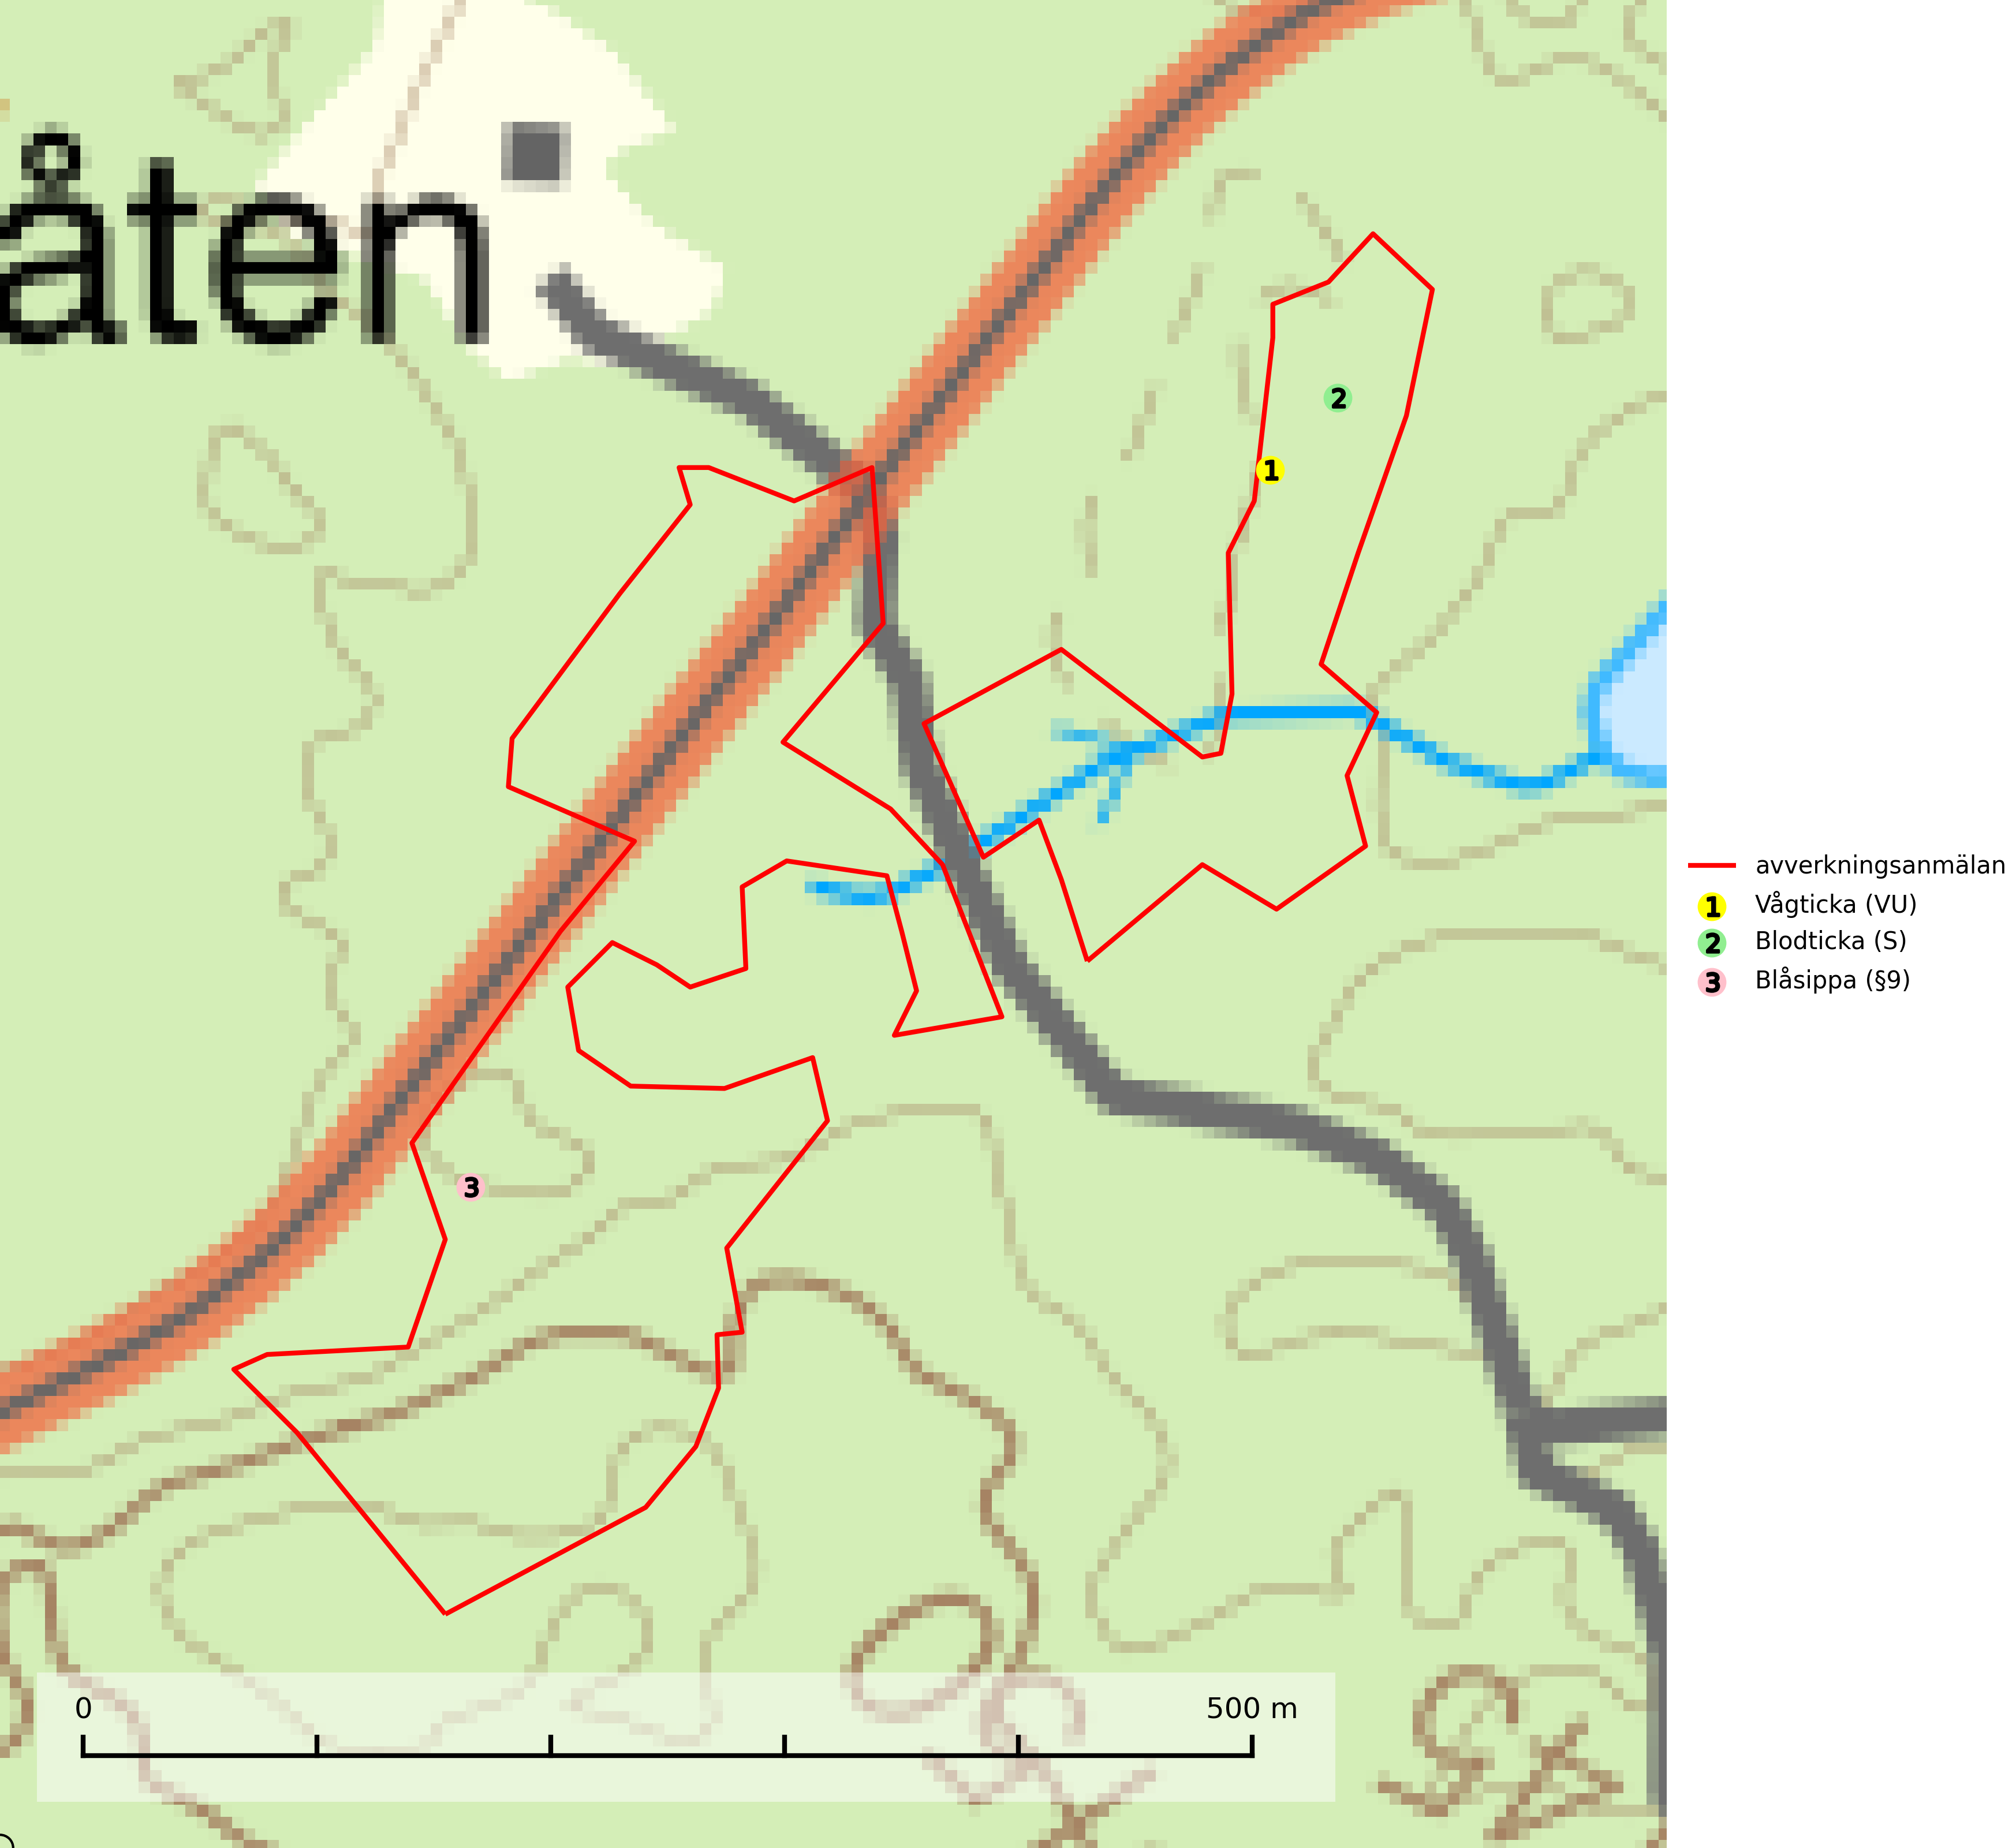 åten
1
2
3
avverkningsanmälan
1 Vågticka (VU)
2 Blodticka (S)
3 Blåsippa (§9)
0 500 m